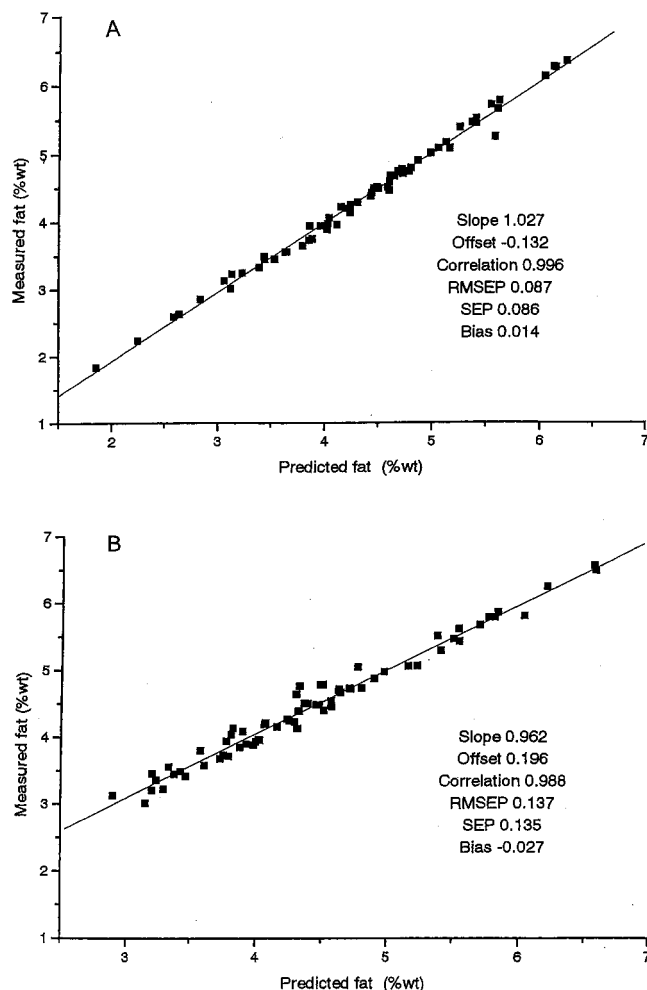 A
7
6
5
4
3
2
1
Measured fat (%wt)
Slope 1.027
Offset -0.132
Correlation 0.996
RMSEP 0.087
SEP 0.086
Bias 0.014
2 3 4 5 6 7
Predicted fat (%wt)
B
7
6
5
4
3
2
1
Measured fat (%wt)
Slope 0.962
Offset 0.196
Correlation 0.988
RMSEP 0.137
SEP 0.135
Bias -0.027
3 4 5 6 7
Predicted fat (%wt)